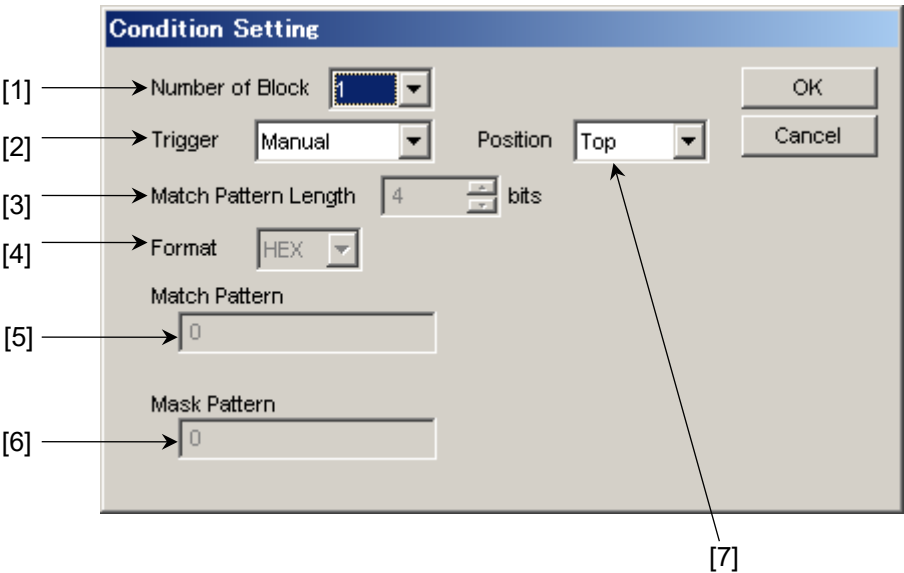 Condition Setting
[1] Number of Block 1 OK
[2] Trigger Manual Position Top Cancel
[3] Match Pattern Length 4 bits
[4] Format HEX
Match Pattern
[5] 0
Mask Pattern
[6] 0
[7]